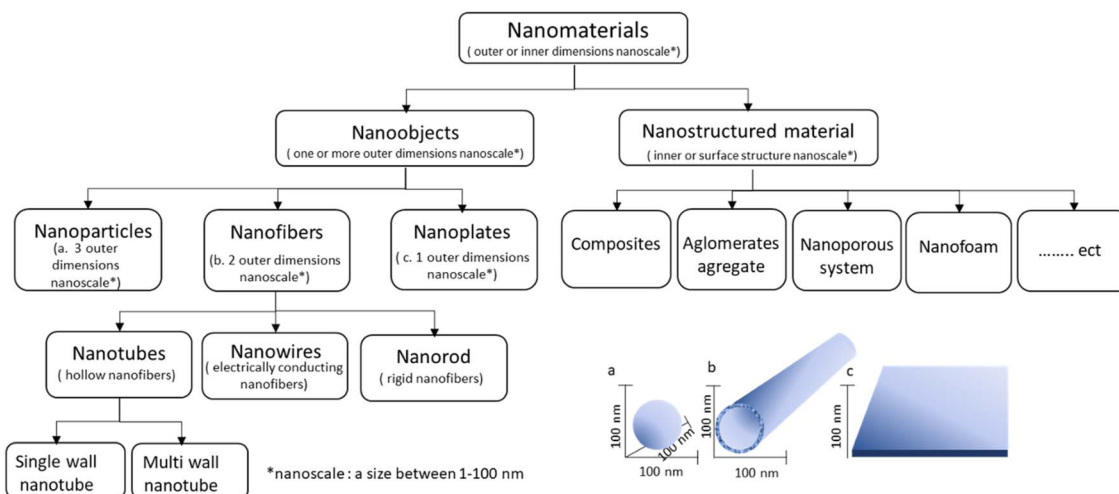 Nanomaterials
( outer or inner dimensions nanoscale*)
Nanoobjects
( one or more outer dimensions nanoscale*)
Nanostructured material
( inner or surface structure nanoscale*)
Nanoparticles
(a. 3 outer
dimensions
nanoscale*)
Nanofibers
(b. 2 outer dimensions
nanoscale*)
Nanoplates
( c. 1 outer dimensions
nanoscale*)
Composites
Aglomerates
agregate
Nanoporous
system
Nanofoam
........ ect
Nanotubes
( hollow nanofibers)
Nanowires
( electrically conducting
nanofibers)
Nanorod
( rigid nanofibers)
Single wall
nanotube
Multi wall
nanotube
*nanoscale : a size between 1-100 nm
a
100 nm
100 nm
100 nm
b
100 nm
100 nm
c
100 nm